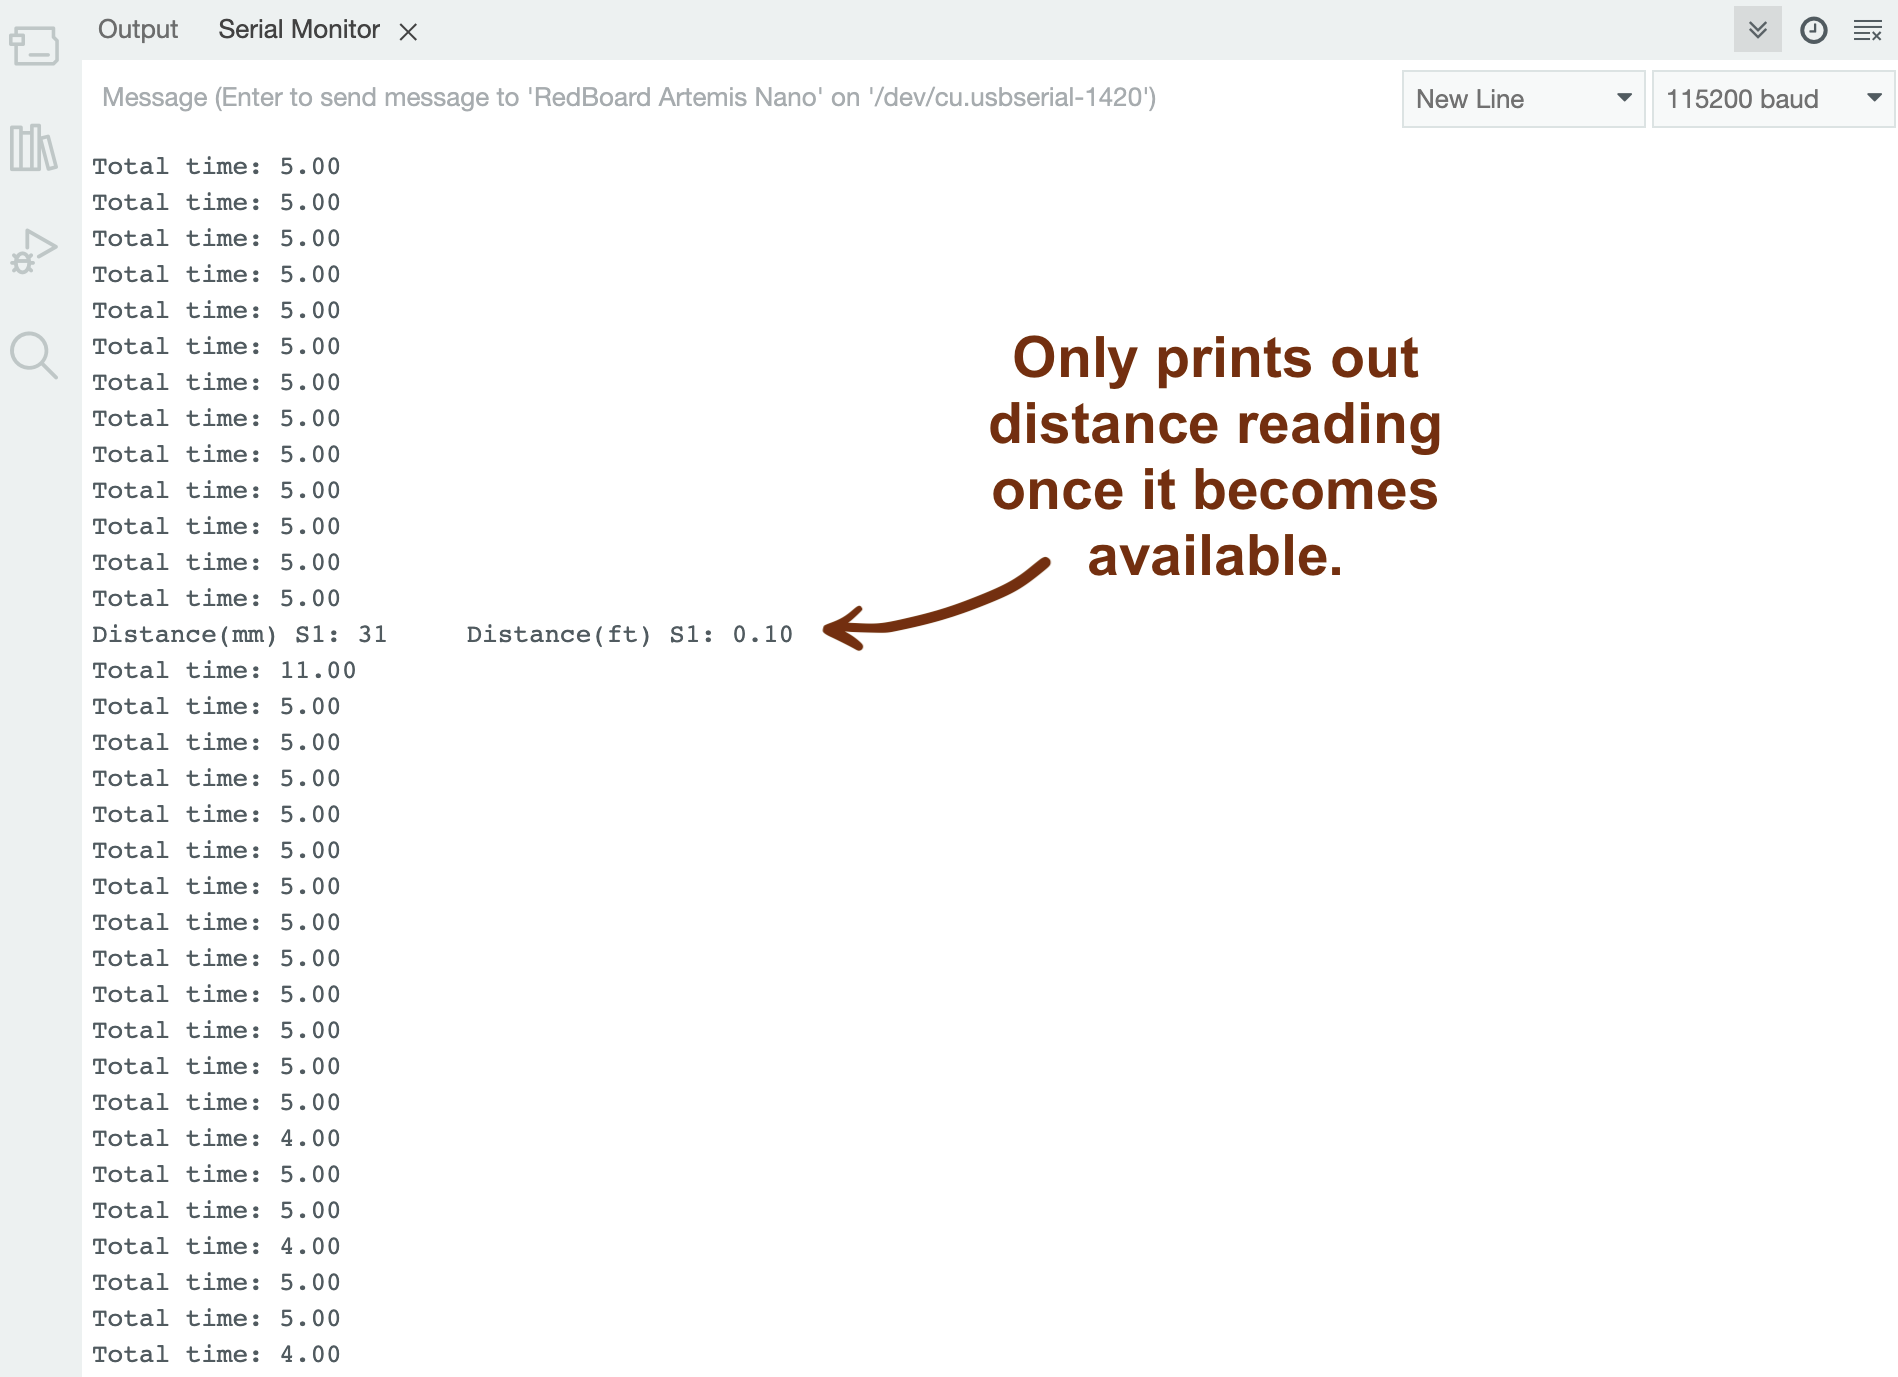 Output Serial Monitor
Message (Enter to send message to 'RedBoard Artemis Nano' on '/dev/cu.usbserial-1420') New Line 115200 baud
Total time: 5.00
Total time: 5.00
Total time: 5.00
Total time: 5.00
Total time: 5.00
Total time: 5.00
Total time: 5.00
Total time: 5.00
Total time: 5.00
Total time: 5.00
Total time: 5.00
Total time: 5.00
Total time: 5.00
Distance(mm) S1: 31 Distance(ft) S1: 0.10
Total time: 11.00
Total time: 5.00
Total time: 5.00
Total time: 5.00
Total time: 5.00
Total time: 5.00
Total time: 5.00
Total time: 5.00
Total time: 5.00
Total time: 5.00
Total time: 5.00
Total time: 5.00
Total time: 5.00
Total time: 4.00
Total time: 5.00
Total time: 5.00
Total time: 4.00
Total time: 5.00
Total time: 5.00
Total time: 4.00
Only prints out
distance reading
once it becomes
available.